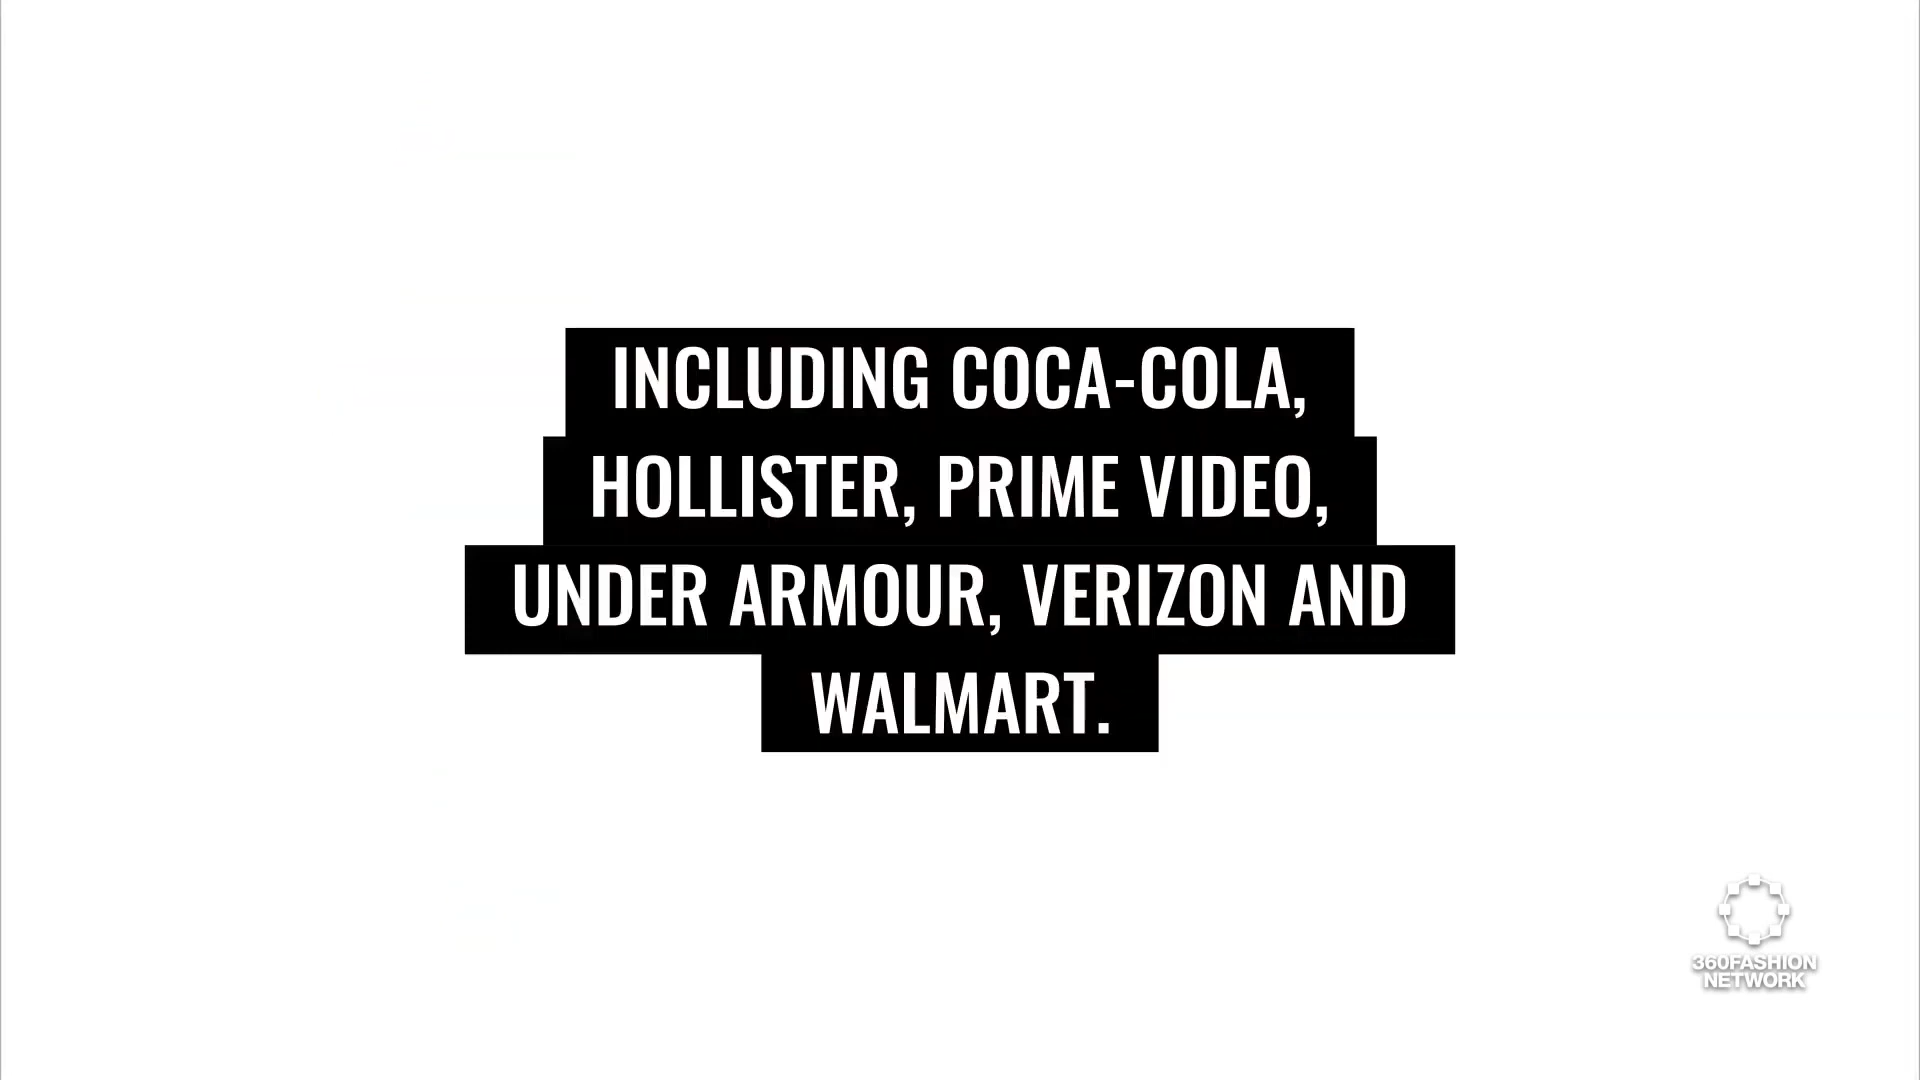 INCLUDING COCA-COLA,
HOLLISTER, PRIME VIDEO,
UNDER ARMOUR, VERIZON AND
WALMART.
360FASHION
NETWORK